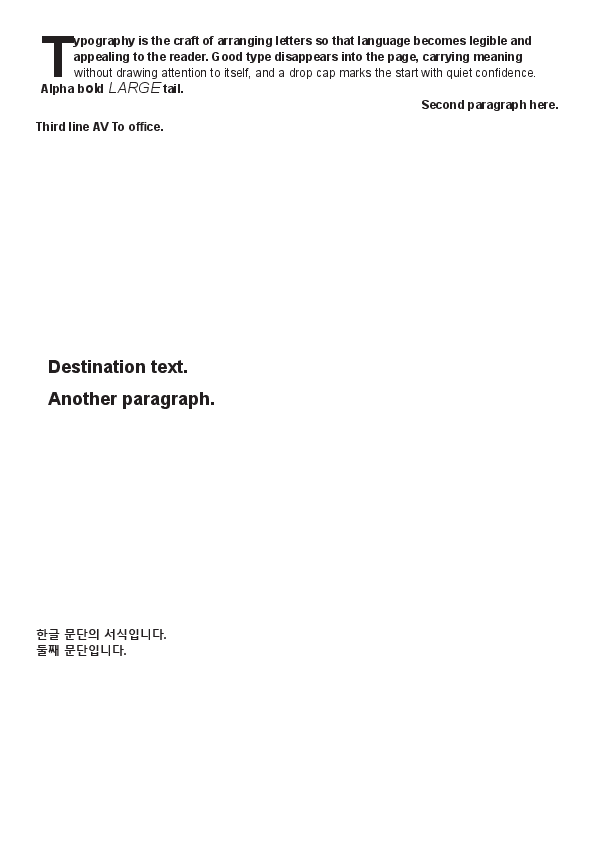 Typography is the craft of arranging letters so that language becomes legible and
appealing to the reader. Good type disappears into the page, carrying meaning
without drawing attention to itself, and a drop cap marks the start with quiet confidence.
Alpha bold LARGE tail.
Second paragraph here.
Third line AV To office.
Destination text.
Another paragraph.
한글 문단의 서식입니다.
둘째 문단입니다.